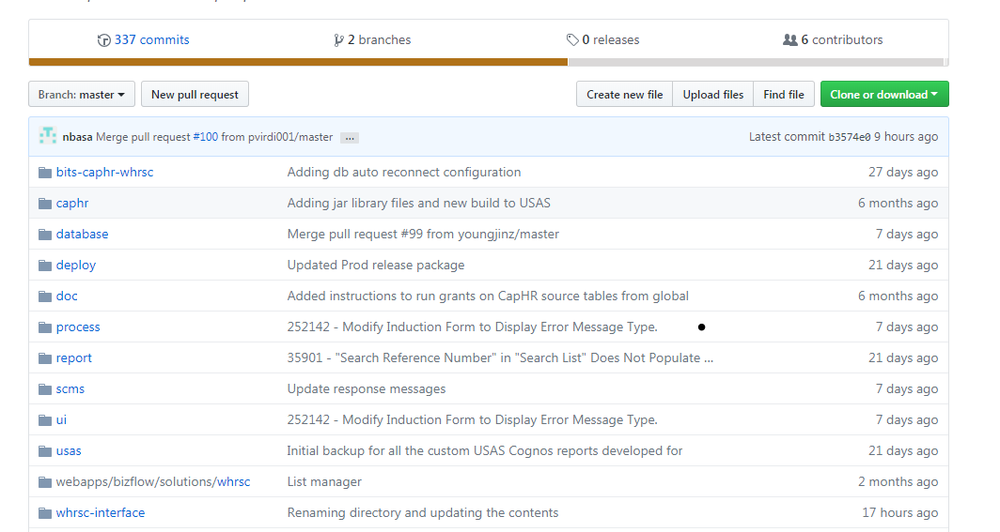 337 commits 2 branches 0 releases 6 contributors
Branch: master New pull request Create new file Upload files Find file Clone or download
nbasa Merge pull request #100 from pvirdi001/master ... Latest commit b3574e0 9 hours ago
bits-caphr-whrsc Adding db auto reconnect configuration 27 days ago
caphr Adding jar library files and new build to USAS 6 months ago
database Merge pull request #99 from youngjinz/master 7 days ago
deploy Updated Prod release package 21 days ago
doc Added instructions to run grants on CapHR source tables from global 6 months ago
process 252142 - Modify Induction Form to Display Error Message Type. 7 days ago
report 35901 - "Search Reference Number" in "Search List" Does Not Populate ... 21 days ago
scms Update response messages 7 days ago
ui 252142 - Modify Induction Form to Display Error Message Type. 7 days ago
usas Initial backup for all the custom USAS Cognos reports developed for 21 days ago
webapps/bizflow/solutions/whrsc List manager 2 months ago
whrsc-interface Renaming directory and updating the contents 17 hours ago